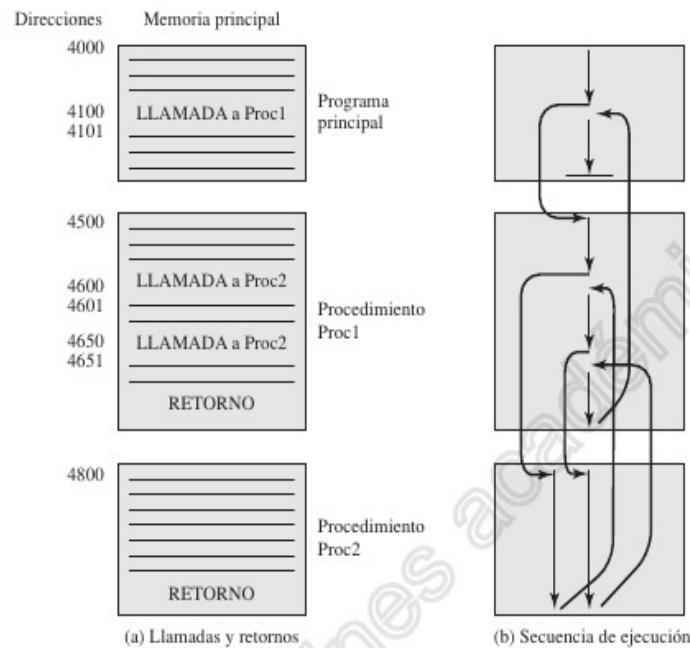 Direcciones Memoria principal
4000
4100 LLAMADA a Proc1
4101
Programa
principal
4500
4600 LLAMADA a Proc2
4601
4650 LLAMADA a Proc2
4651
RETORNO
Procedimiento
Proc1
4800
RETORNO
Procedimiento
Proc2
(a) Llamadas y retornos
(b) Secuencia de ejecución